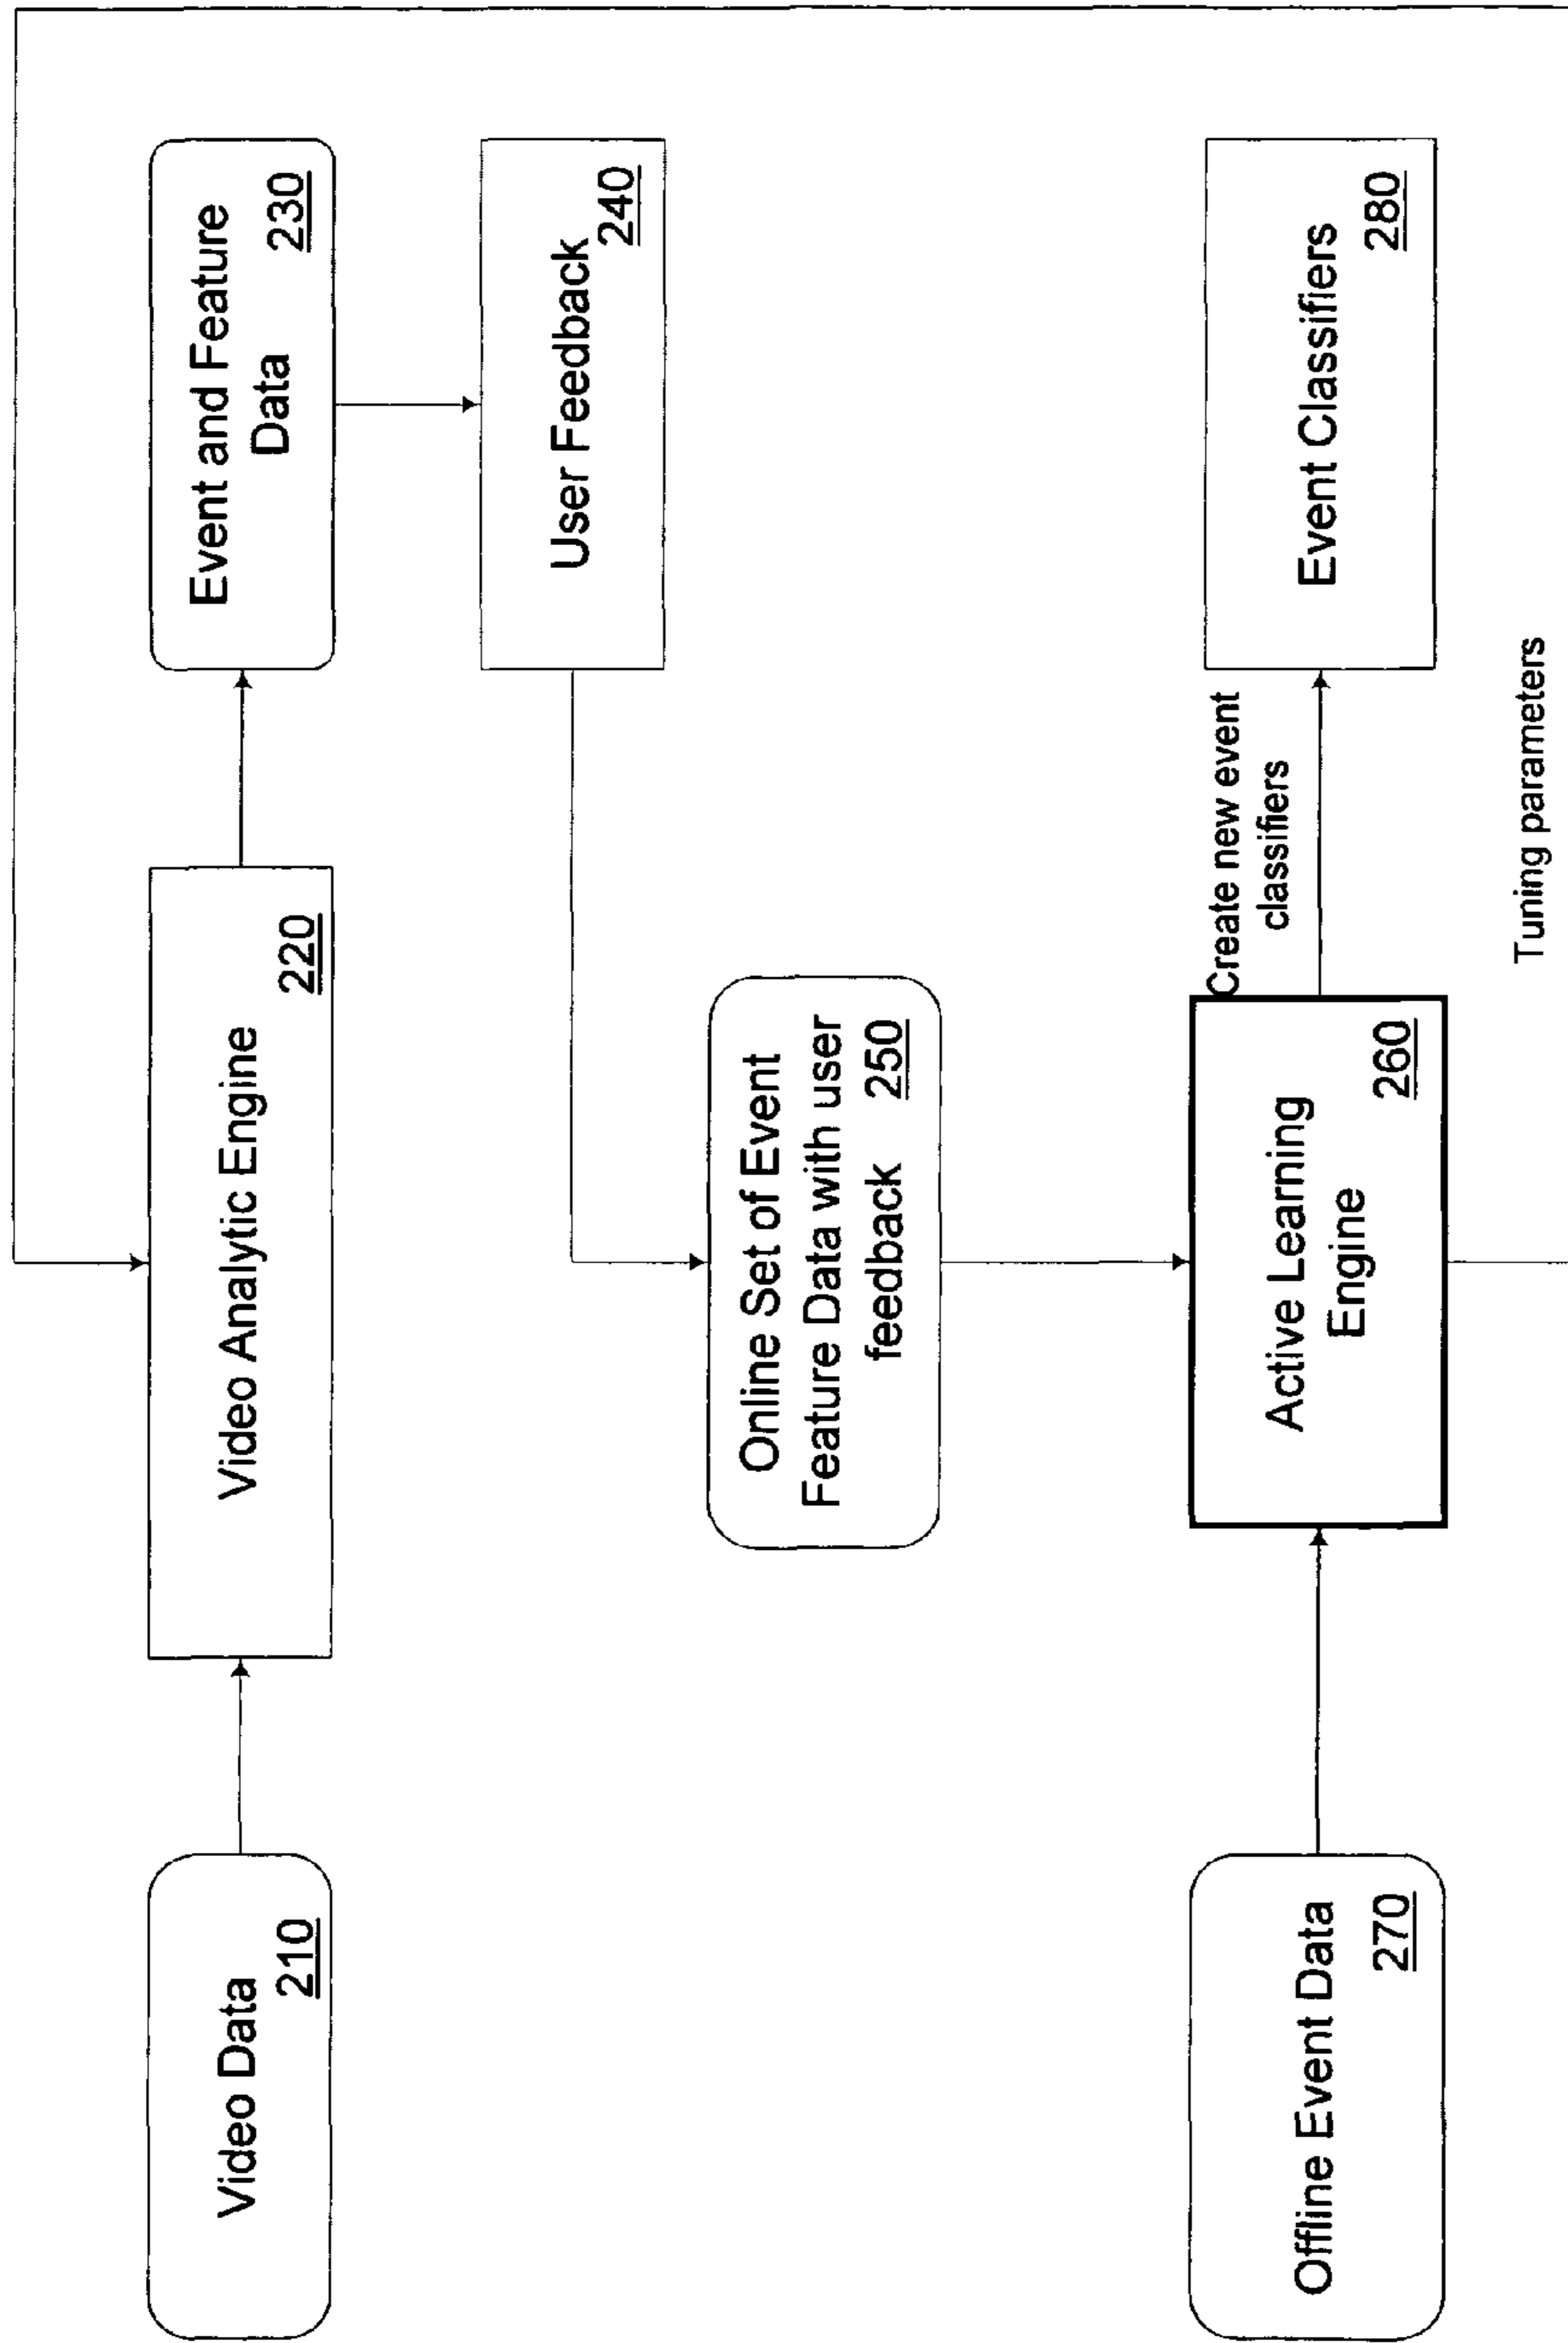 Video Data
210
Video Analytic Engine
220
Event and Feature
Data
230
User Feedback
240
Online Set of Event
Feature Data with user
feedback 250
Offline Event Data
270
Active Learning
Engine
260
Create new event
classifiers
Event Classifiers
280
Tuning parameters